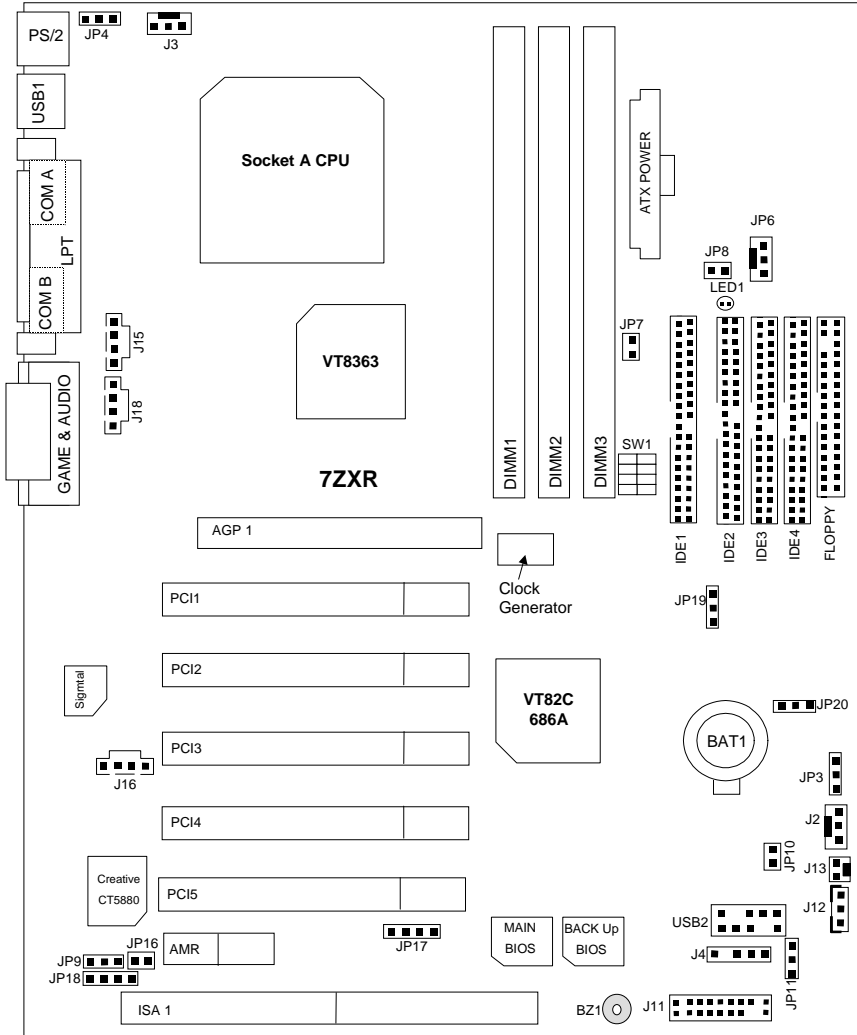 PS/2
JP4
J3
USB1
Socket A CPU
ATX POWER
COM A
LPT
COM B
JP6
JP8
LED1
JP7
J15
VT8363
J18
GAME & AUDIO
7ZXR
DIMM1
DIMM2
DIMM3
SW1
IDE1
IDE2
IDE3
IDE4
FLOPPY
AGP 1
Clock
Generator
PCI1
JP19
PCI2
Sigmtal
VT82C
686A
JP20
BAT1
PCI3
J16
JP3
PCI4
J2
JP10
J13
Creative
CT5880
PCI5
J12
USB2
MAIN
BIOS
BACK Up
BIOS
JP17
JP16
AMR
JP9
J4
JP11
JP18
ISA 1
BZ1
J11